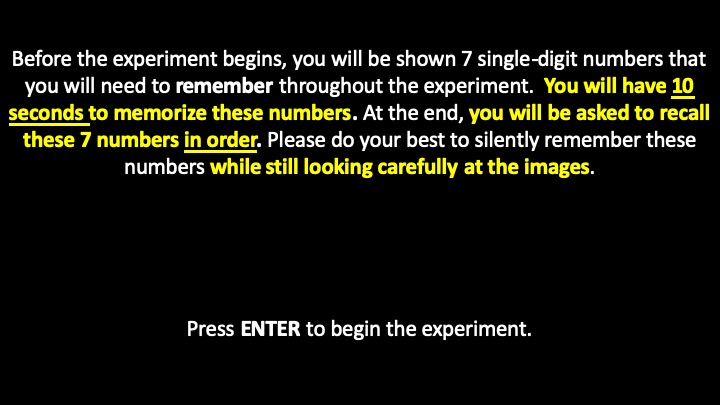 Before the experiment begins, you will be shown 7 single-digit numbers that
you will need to remember throughout the experiment. You will have 10
seconds to memorize these numbers. At the end, you will be asked to recall
these 7 numbers in order. Please do your best to silently remember these
numbers while still looking carefully at the images.
Press ENTER to begin the experiment.